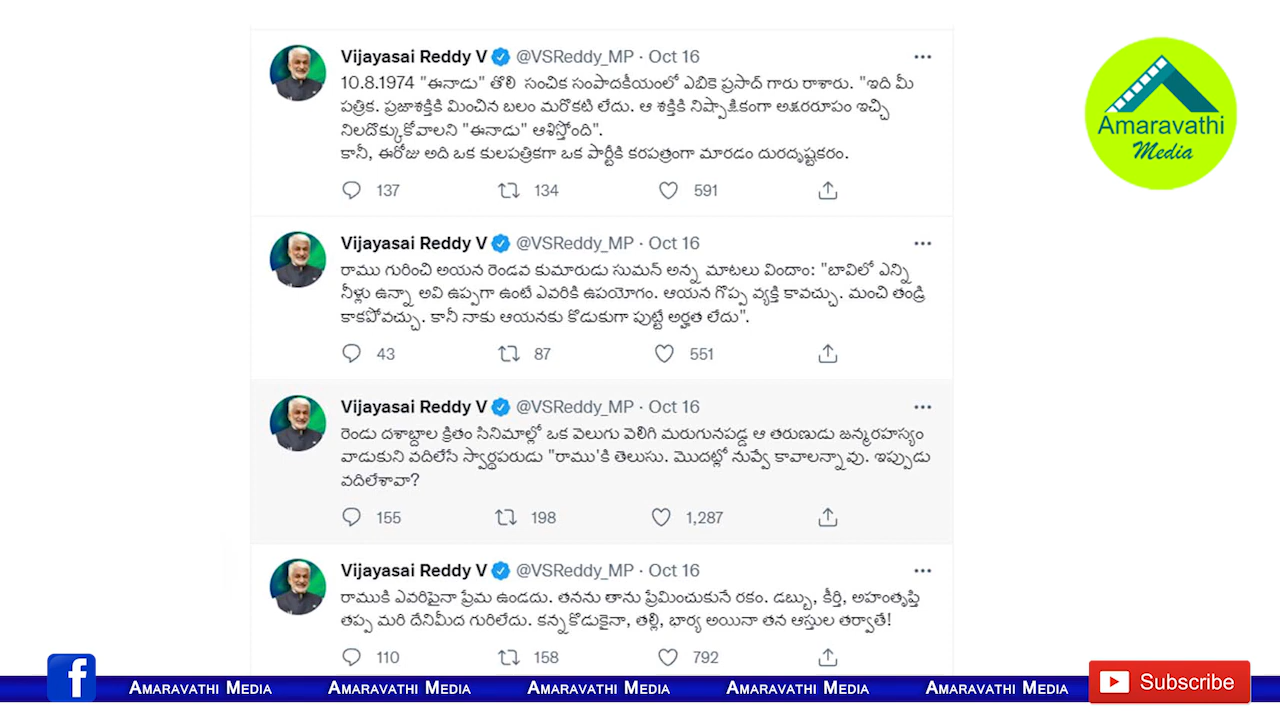 Vijayasai Reddy V @VSReddy_MP · Oct 16
10.8.1974 "ఈనాడు" తొలి సంచిక సంపాదకీయంలో ఎబికె ప్రసాద్ గారు రాశారు. "ఇది మీ
పత్రిక. ప్రజాశక్తికి మించిన బలం మరొకటి లేదు. ఆ శక్తికి నిష్పాక్షికంగా అక్షరరూపం ఇచ్చి
నిలదొక్కుకోవాలని "ఈనాడు" ఆశిస్తోంది".
కానీ, ఈరోజు అది ఒక కులపత్రికగా ఒక పార్టీకి కరపత్రంగా మారడం దురదృష్టకరం.
137 134 591
Vijayasai Reddy V @VSReddy_MP · Oct 16
రాము గురించి అయన రెండవ కుమారుడు సుమన్ అన్న మాటలు విందాం: "బావిలో ఎన్ని
నీళ్లు ఉన్నా అవి ఉప్పగా ఉంటే ఎవరికి ఉపయోగం. ఆయన గొప్ప వ్యక్తి కావచ్చు. మంచి తండ్రి
కాకపోవచ్చు. కానీ నాకు ఆయనకు కొడుకుగా పుట్టే అర్హత లేదు".
43 87 551
Vijayasai Reddy V @VSReddy_MP · Oct 16
రెండు దశాబ్దాల క్రితం సినిమాల్లో ఒక వెలుగు వెలిగి మరుగునపడ్డ ఆ తరుణుడు జన్మరహస్యం
వాడుకుని వదిలేసే స్వార్థపరుడు "రాము'కి తెలుసు. మొదట్లో నువ్వే కావాలన్నావు. ఇప్పుడు
వదిలేశావా?
155 198 1,287
Vijayasai Reddy V @VSReddy_MP · Oct 16
రాముకి ఎవరిపైనా ప్రేమ ఉండదు. తనను తాను ప్రేమించుకునే రకం. డబ్బు, కీర్తి, అహంతృప్తి
తప్ప మరి దేనిమీద గురిలేదు. కన్న కొడుకైనా, తల్లి, భార్య అయినా తన ఆస్తుల తర్వాతే!
110 158 792
Amaravathi
Media
f Amaravathi Media Amaravathi Media Amaravathi Media Amaravathi Media Amaravathi Media Subscribe